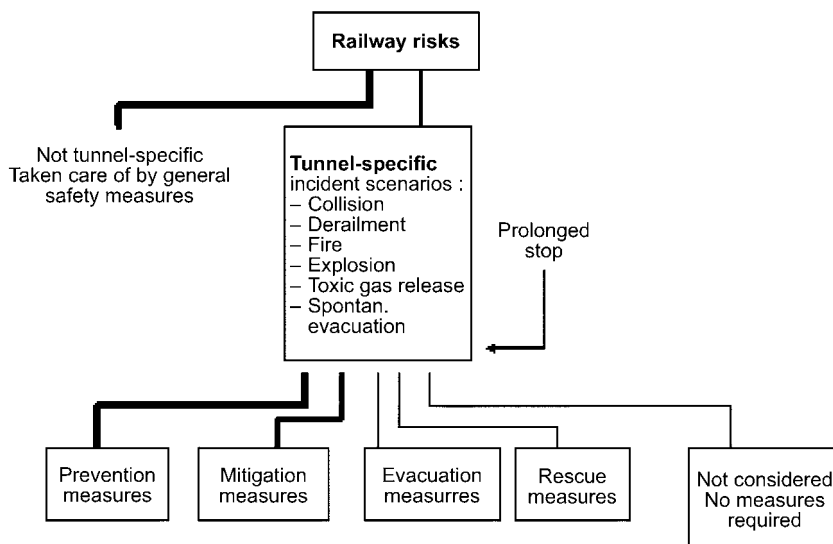 Railway risks
Not tunnel-specific
Taken care of by general
safety measures
Tunnel-specific
incident scenarios :
– Collision
– Derailment
– Fire
– Explosion
– Toxic gas release
– Spontan.
evacuation
Prolonged
stop
Prevention
measures
Mitigation
measures
Evacuation
measurres
Rescue
measures
Not considered
No measures
required